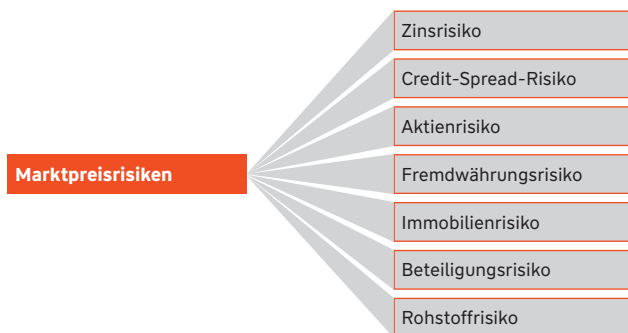 Zinsrisiko
Credit-Spread-Risiko
Aktienrisiko
Marktpreisrisiken
Fremdwährungsrisiko
Immobilienrisiko
Beteiligungsrisiko
Rohstoffrisiko